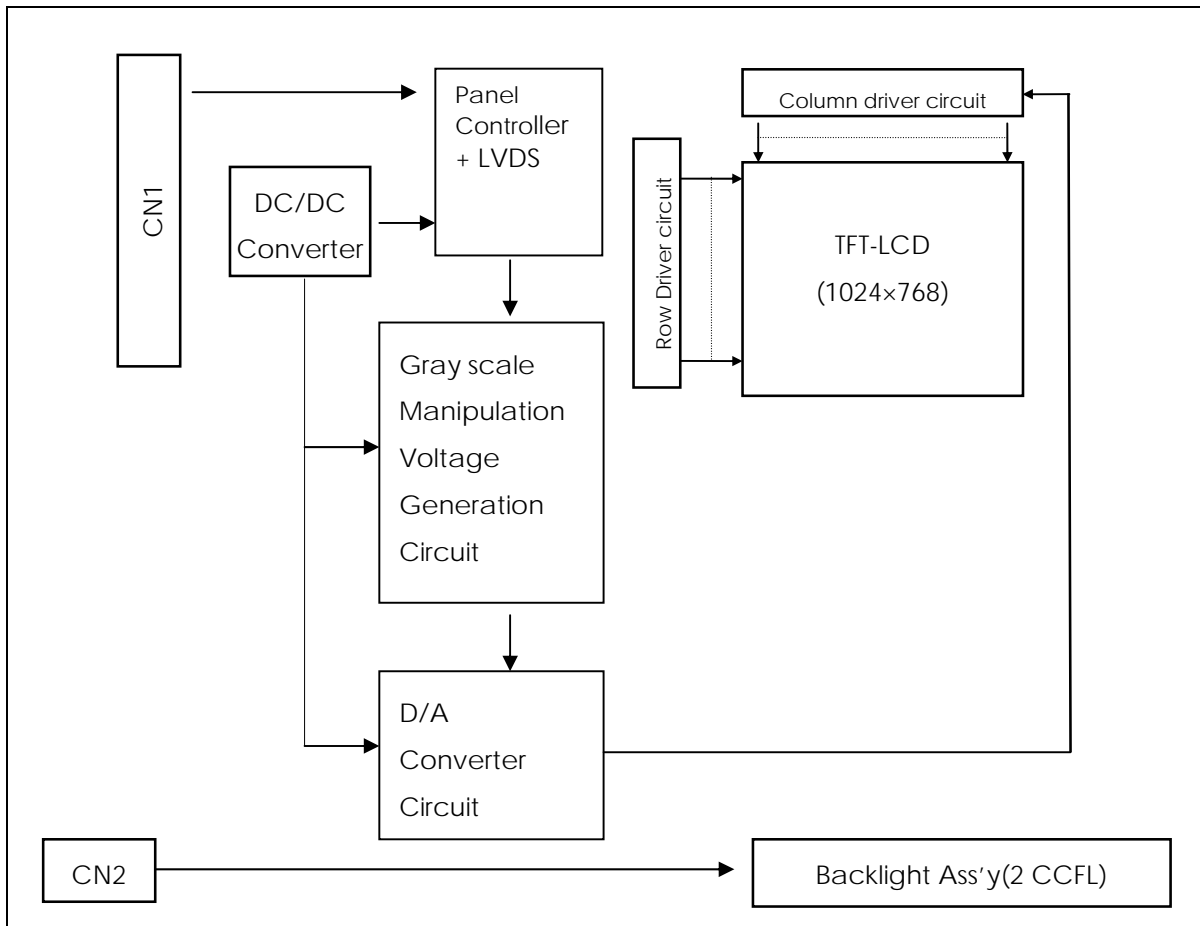 CN1
Panel
Controller
+ LVDS
DC/DC
Converter
Column driver circuit
Row Driver circuit
TFT-LCD
(1024×768)
Gray scale
Manipulation
Voltage
Generation
Circuit
D/A
Converter
Circuit
CN2
Backlight Ass'y(2 CCFL)